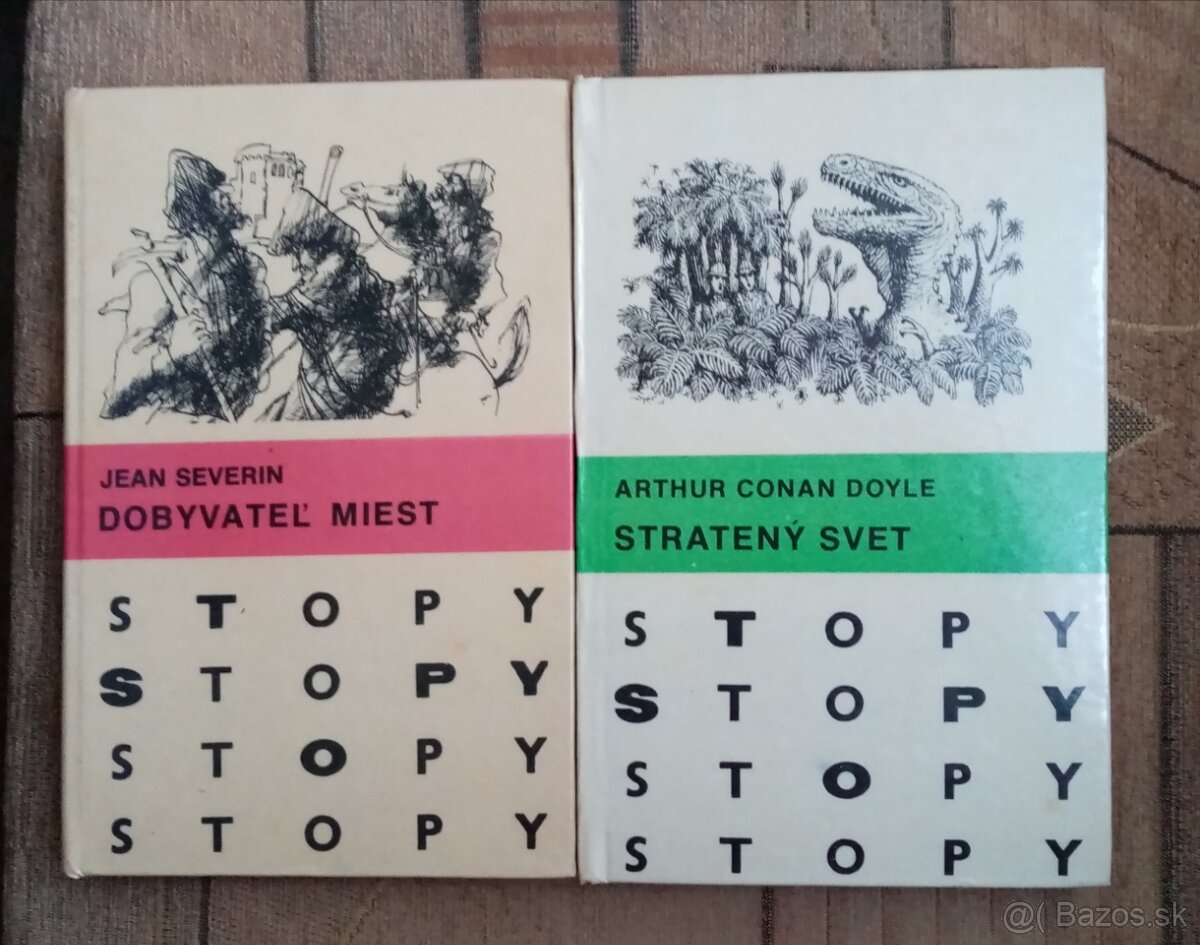 JEAN SEVERIN
DOBYVATEĽ MIEST
S T O P Y
S T O P Y
S T O P Y
S T O P Y
ARTHUR CONAN DOYLE
STRATENÝ SVET
S T O P Y
S T O P Y
S T O P Y
S T O P Y
@( Bazos.sk